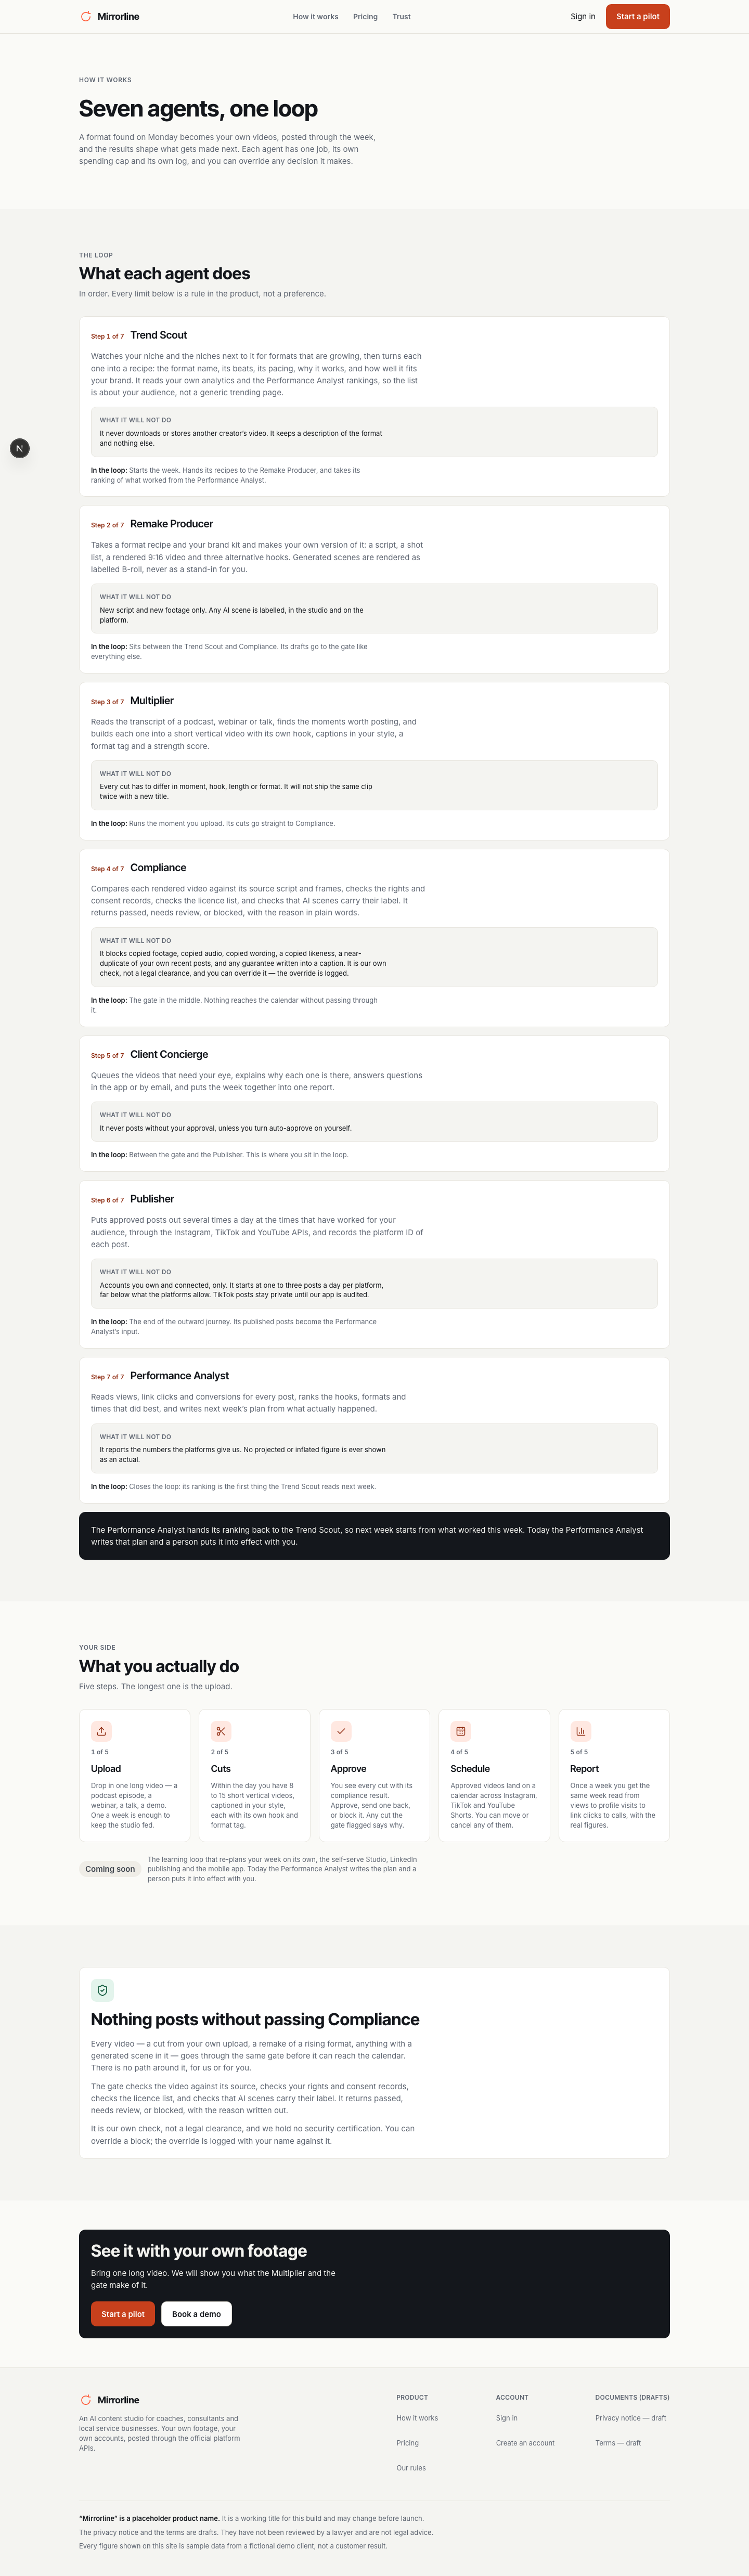 Mirrorline
How it works
Pricing
Trust
Sign in
Start a pilot
HOW IT WORKS
Seven agents, one loop
A format found on Monday becomes your own videos, posted through the week,
and the results shape what gets made next. Each agent has one job, its own
spending cap and its own log, and you can override any decision it makes.
THE LOOP
What each agent does
In order. Every limit below is a rule in the product, not a preference.
Step 1 of 7 Trend Scout
Watches your niche and the niches next to it for formats that are growing, then turns each
one into a recipe: the format name, its beats, its pacing, why it works, and how well it fits
your brand. It reads your own analytics and the Performance Analyst rankings, so the list
is about your audience, not a generic trending page.
WHAT IT WILL NOT DO
It never downloads or stores another creator's video. It keeps a description of the format
and nothing else.
In the loop: Starts the week. Hands its recipes to the Remake Producer, and takes its
ranking of what worked from the Performance Analyst.
N
Step 2 of 7 Remake Producer
Takes a format recipe and your brand kit and makes your own version of it: a script, a shot
list, a rendered 9:16 video and three alternative hooks. Generated scenes are rendered as
labelled B-roll, never as a stand-in for you.
WHAT IT WILL NOT DO
New script and new footage only. Any AI scene is labelled, in the studio and on the
platform.
In the loop: Sits between the Trend Scout and Compliance. Its drafts go to the gate like
everything else.
Step 3 of 7 Multiplier
Reads the transcript of a podcast, webinar or talk, finds the moments worth posting, and
builds each one into a short vertical video with its own hook, captions in your style, a
format tag and a strength score.
WHAT IT WILL NOT DO
Every cut has to differ in moment, hook, length or format. It will not ship the same clip
twice with a new title.
In the loop: Runs the moment you upload. Its cuts go straight to Compliance.
Step 4 of 7 Compliance
Compares each rendered video against its source script and frames, checks the rights and
consent records, checks the licence list, and checks that AI scenes carry their label. It
returns passed, needs review, or blocked, with the reason in plain words.
WHAT IT WILL NOT DO
It blocks copied footage, copied audio, copied wording, a copied likeness, a near-
duplicate of your own recent posts, and any guarantee written into a caption. It is our own
check, not a legal clearance, and you can override it — the override is logged.
In the loop: The gate in the middle. Nothing reaches the calendar without passing through
it.
Step 5 of 7 Client Concierge
Queues the videos that need your eye, explains why each one is there, answers questions
in the app or by email, and puts the week together into one report.
WHAT IT WILL NOT DO
It never posts without your approval, unless you turn auto-approve on yourself.
In the loop: Between the gate and the Publisher. This is where you sit in the loop.
Step 6 of 7 Publisher
Puts approved posts out several times a day at the times that have worked for your
audience, through the Instagram, TikTok and YouTube APIs, and records the platform ID of
each post.
WHAT IT WILL NOT DO
Accounts you own and connected, only. It starts at one to three posts a day per platform,
far below what the platforms allow. TikTok posts stay private until our app is audited.
In the loop: The end of the outward journey. Its published posts become the Performance
Analyst's input.
Step 7 of 7 Performance Analyst
Reads views, link clicks and conversions for every post, ranks the hooks, formats and
times that did best, and writes next week's plan from what actually happened.
WHAT IT WILL NOT DO
It reports the numbers the platforms give us. No projected or inflated figure is ever shown
as an actual.
In the loop: Closes the loop: its ranking is the first thing the Trend Scout reads next week.
The Performance Analyst hands its ranking back to the Trend Scout, so next week starts from what worked this week. Today the Performance Analyst
writes that plan and a person puts it into effect with you.
YOUR SIDE
What you actually do
Five steps. The longest one is the upload.
1 of 5
Upload
Drop in one long video — a
podcast episode, a
webinar, a talk, a demo.
One a week is enough to
keep the studio fed.
2 of 5
Cuts
Within the day you have 8
to 15 short vertical videos,
captioned in your style,
each with its own hook and
format tag.
3 of 5
Approve
You see every cut with its
compliance result.
Approve, send one back,
or block it. Any cut the
gate flagged says why.
4 of 5
Schedule
Approved videos land on a
calendar across Instagram,
TikTok and YouTube
Shorts. You can move or
cancel any of them.
5 of 5
Report
Once a week you get the
same week read from
views to profile visits to
link clicks to calls, with the
real figures.
Coming soon
The learning loop that re-plans your week on its own, the self-serve Studio, LinkedIn
publishing and the mobile app. Today the Performance Analyst writes the plan and a
person puts it into effect with you.
Nothing posts without passing Compliance
Every video — a cut from your own upload, a remake of a rising format, anything with a
generated scene in it — goes through the same gate before it can reach the calendar.
There is no path around it, for us or for you.
The gate checks the video against its source, checks your rights and consent records,
checks the licence list, and checks that AI scenes carry their label. It returns passed,
needs review, or blocked, with the reason written out.
It is our own check, not a legal clearance, and we hold no security certification. You can
override a block; the override is logged with your name against it.
See it with your own footage
Bring one long video. We will show you what the Multiplier and the
gate make of it.
Start a pilot
Book a demo
Mirrorline
An AI content studio for coaches, consultants and
local service businesses. Your own footage, your
own accounts, posted through the official platform
APIs.
PRODUCT
How it works
Pricing
Our rules
ACCOUNT
Sign in
Create an account
DOCUMENTS (DRAFTS)
Privacy notice — draft
Terms — draft
"Mirrorline" is a placeholder product name. It is a working title for this build and may change before launch.
The privacy notice and the terms are drafts. They have not been reviewed by a lawyer and are not legal advice.
Every figure shown on this site is sample data from a fictional demo client, not a customer result.